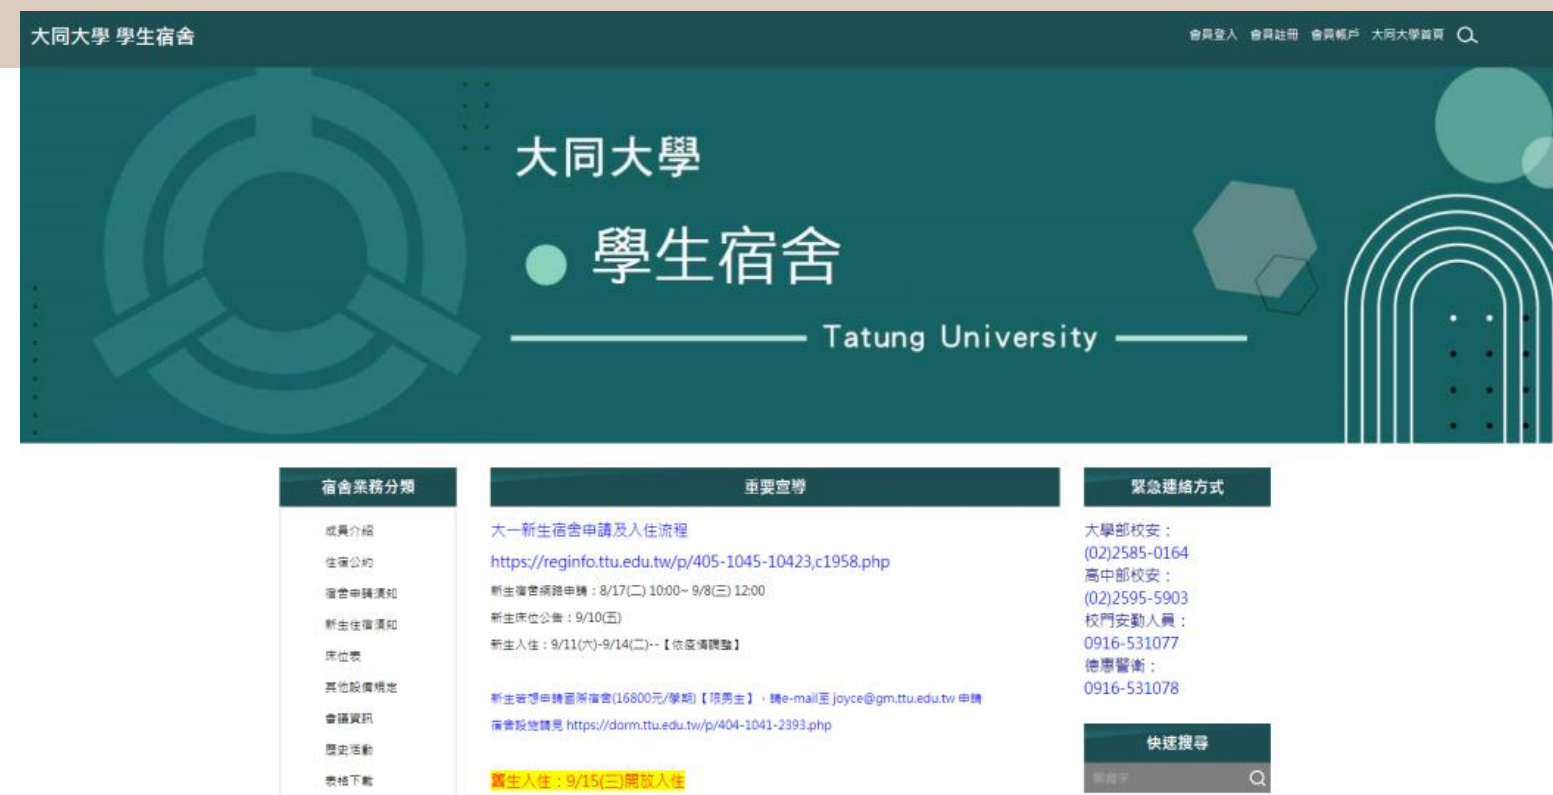 大同大學 學生宿舍
會員登入 會員註冊 會員帳戶 大同大學首頁
大同大學
學生宿舍
Tatung University
宿舍業務分類
成員介紹
住宿公約
宿舍申請須知
新生住宿須知
床位表
其他設備規定
會議資訊
歷史活動
表格下載
重要宣導
大一新生宿舍申請及入住流程
https://reginfo.ttu.edu.tw/p/405-1045-10423,c1958.php
新生宿舍網路申請：8/17(二) 10:00~ 9/8(三) 12:00
新生床位公告：9/10(五)
新生入住：9/11(六)-9/14(二)--【依疫情調整】
新生若想申請國際宿舍(16800元/學期)【限男生】，請e-mail至 joyce@gm.ttu.edu.tw 申請
宿舍設施請見 https://dorm.ttu.edu.tw/p/404-1041-2393.php
舊生入住：9/15(三)開放入住
緊急連絡方式
大學部校安：
(02)2585-0164
高中部校安：
(02)2595-5903
校門安勤人員：
0916-531077
德惠警衛：
0916-531078
快速搜尋
關鍵字